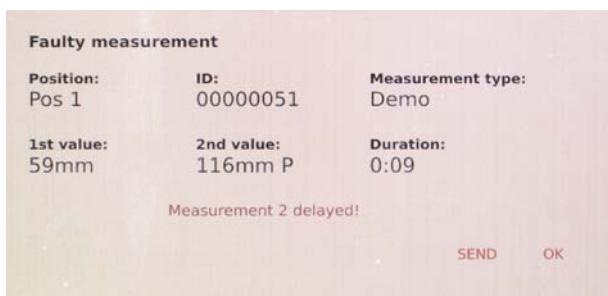 Faulty measurement
Position: ID: Measurement type:
Pos 1 00000051 Demo
1st value: 2nd value: Duration:
59mm 116mm P 0:09
Measurement 2 delayed!
SEND OK